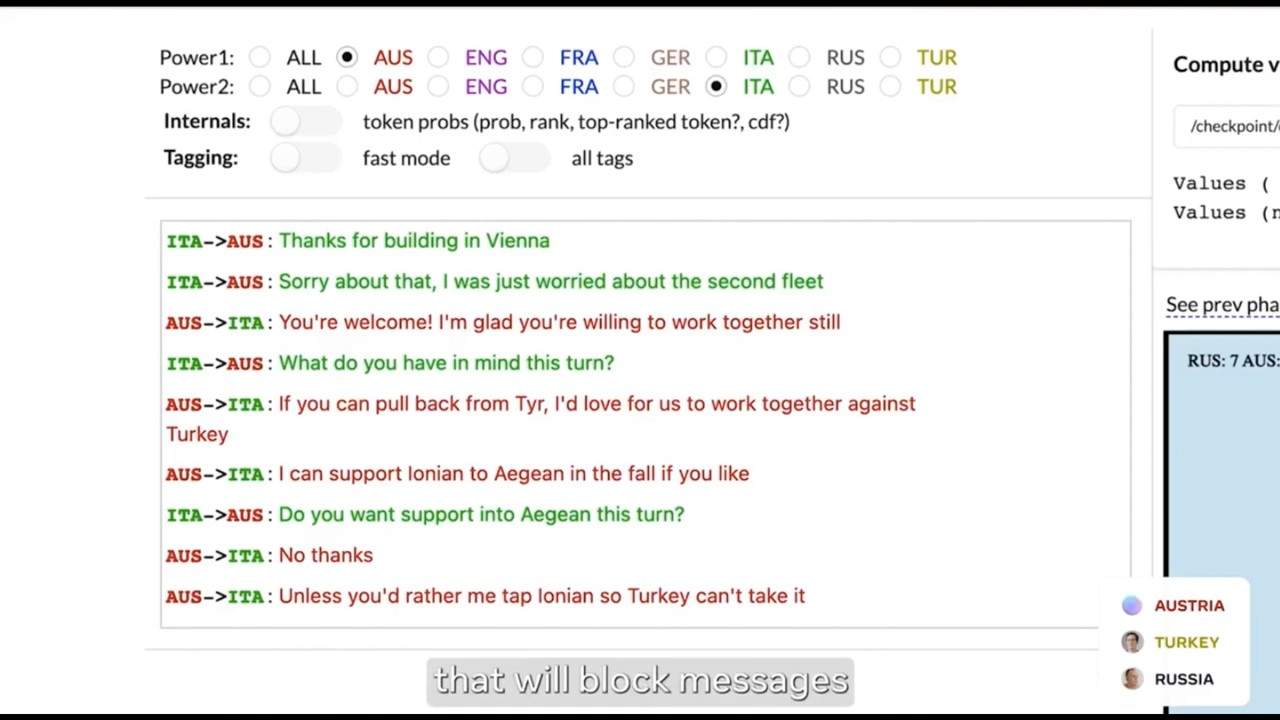 Power1: ALL AUS ENG FRA GER ITA RUS TUR
Power2: ALL AUS ENG FRA GER ITA RUS TUR
Internals: token probs (prob, rank, top-ranked token?, cdf?)
Tagging: fast mode all tags
ITA->AUS: Thanks for building in Vienna
ITA->AUS: Sorry about that, I was just worried about the second fleet
AUS->ITA: You're welcome! I'm glad you're willing to work together still
ITA->AUS: What do you have in mind this turn?
AUS->ITA: If you can pull back from Tyr, I'd love for us to work together against
Turkey
AUS->ITA: I can support Ionian to Aegean in the fall if you like
ITA->AUS: Do you want support into Aegean this turn?
AUS->ITA: No thanks
AUS->ITA: Unless you'd rather me tap Ionian so Turkey can't take it
Compute v
/checkpoint/
Values (
Values (n
See prev pha
RUS: 7 AUS:
AUSTRIA
TURKEY
RUSSIA
that will block messages